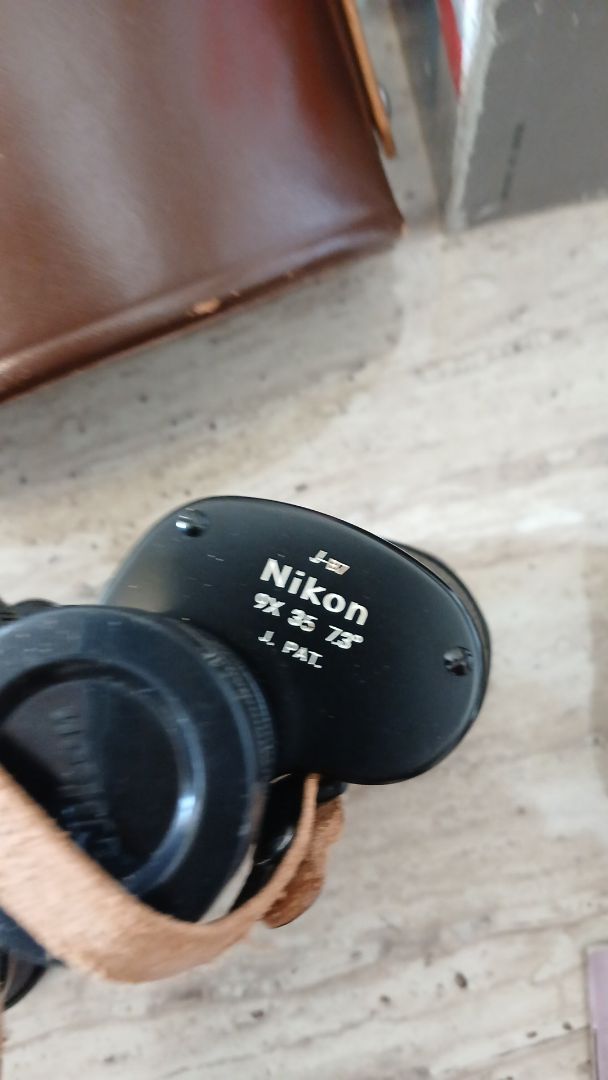 Nikon
9X 35 7.3°
J. PAT.